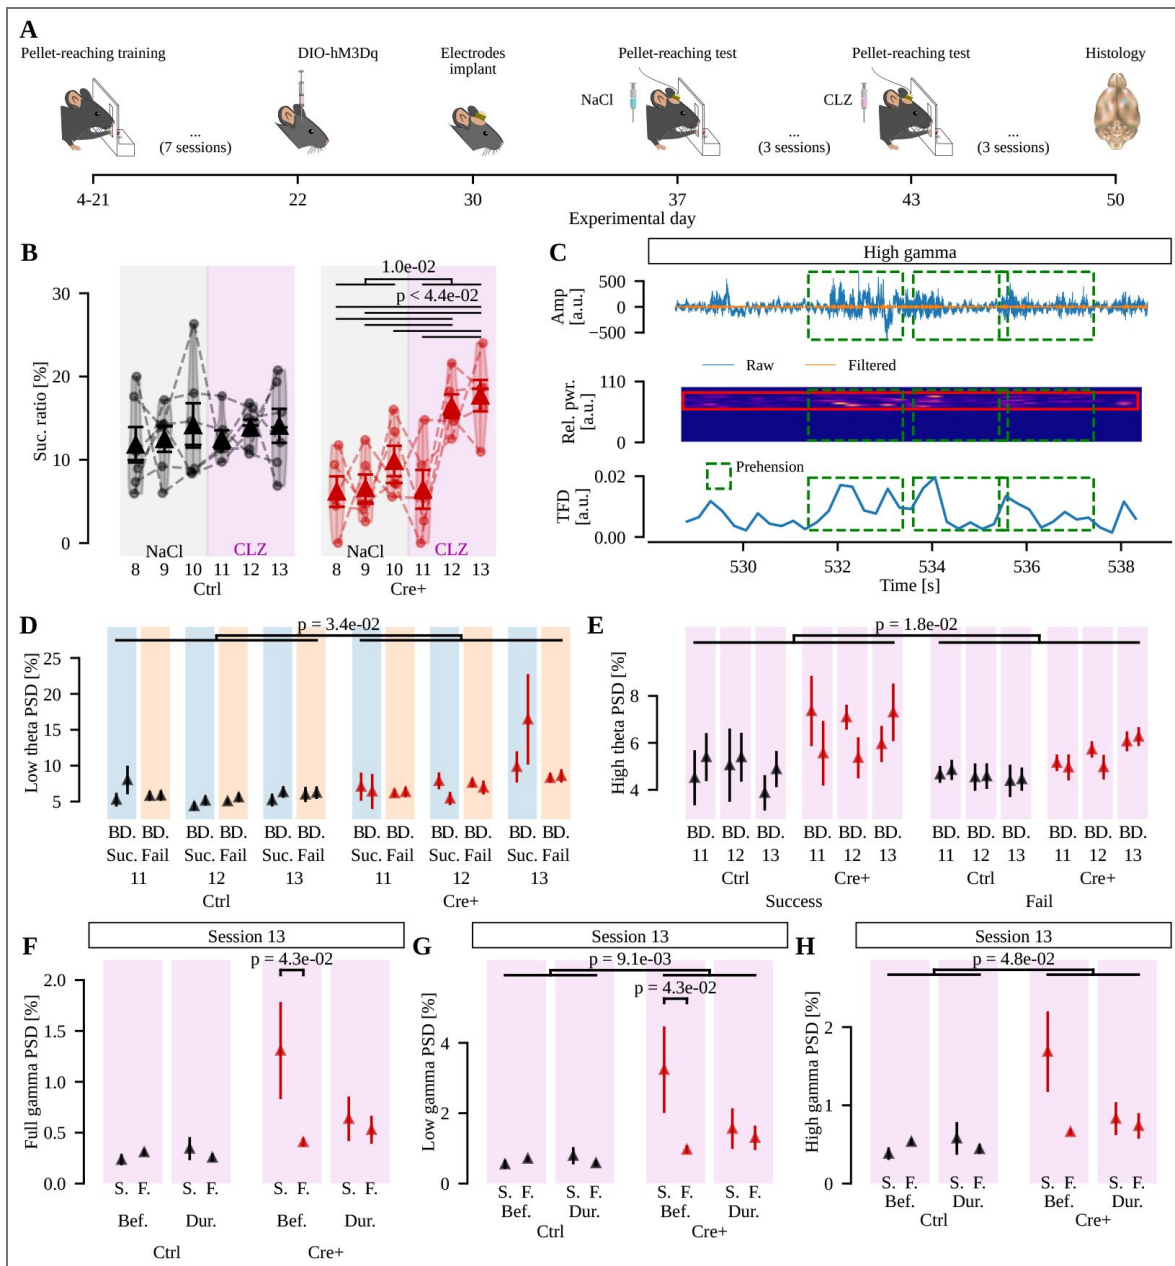 A
Pellet-reaching training
DIO-hM3Dq
Electrodes
implant
Pellet-reaching test
Pellet-reaching test
Histology
NaCl
CLZ
...
(7 sessions)
...
(3 sessions)
...
(3 sessions)
4-21
22
30
37
43
50
Experimental day
B
Suc. ratio [%]
30
20
10
0
1.0e-02
p < 4.4e-02
NaCl
CLZ
NaCl
CLZ
8 9 10 11 12 13
8 9 10 11 12 13
Ctrl
Cre+
C
High gamma
Amp
[a.u.]
500
0
−500
Raw
Filtered
Rel. pwr.
[a.u.]
110
0
Prehension
TFD
[a.u.]
0.02
0.00
530 532 534 536 538
Time [s]
D
p = 3.4e-02
Low theta PSD [%]
25
20
15
10
5
BD. BD. BD. BD. BD. BD. BD. BD. BD. BD. BD. BD.
Suc. Fail Suc. Fail Suc. Fail Suc. Fail Suc. Fail Suc. Fail
11 12 13 11 12 13
Ctrl Cre+
E
p = 1.8e-02
High theta PSD [%]
8
6
4
BD. BD. BD. BD. BD. BD. BD. BD. BD. BD. BD. BD.
11 12 13 11 12 13 11 12 13 11 12 13
Ctrl Cre+ Ctrl Cre+
Success Fail
F
Session 13
p = 4.3e-02
Full gamma PSD [%]
2.0
1.5
1.0
0.5
0.0
S. F. S. F. S. F. S. F.
Bef. Dur. Bef. Dur.
Ctrl Cre+
G
Session 13
p = 9.1e-03
p = 4.3e-02
Low gamma PSD [%]
4
2
0
S. F. S. F. S. F. S. F.
Bef. Dur. Bef. Dur.
Ctrl Cre+
H
Session 13
p = 4.8e-02
High gamma PSD [%]
2
1
0
S. F. S. F. S. F. S. F.
Bef. Dur. Bef. Dur.
Ctrl Cre+